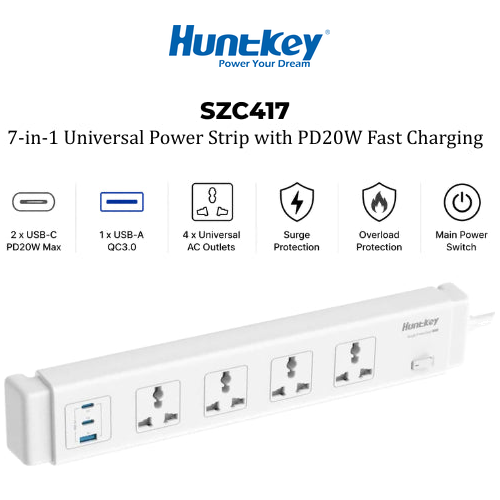 Huntkey®
Power Your Dream
SZC417
7-in-1 Universal Power Strip with PD20W Fast Charging
2 x USB-C
PD20W Max
1 x USB-A
QC3.0
4 x Universal
AC Outlets
Surge
Protection
Overload
Protection
Main Power
Switch
Huntkey